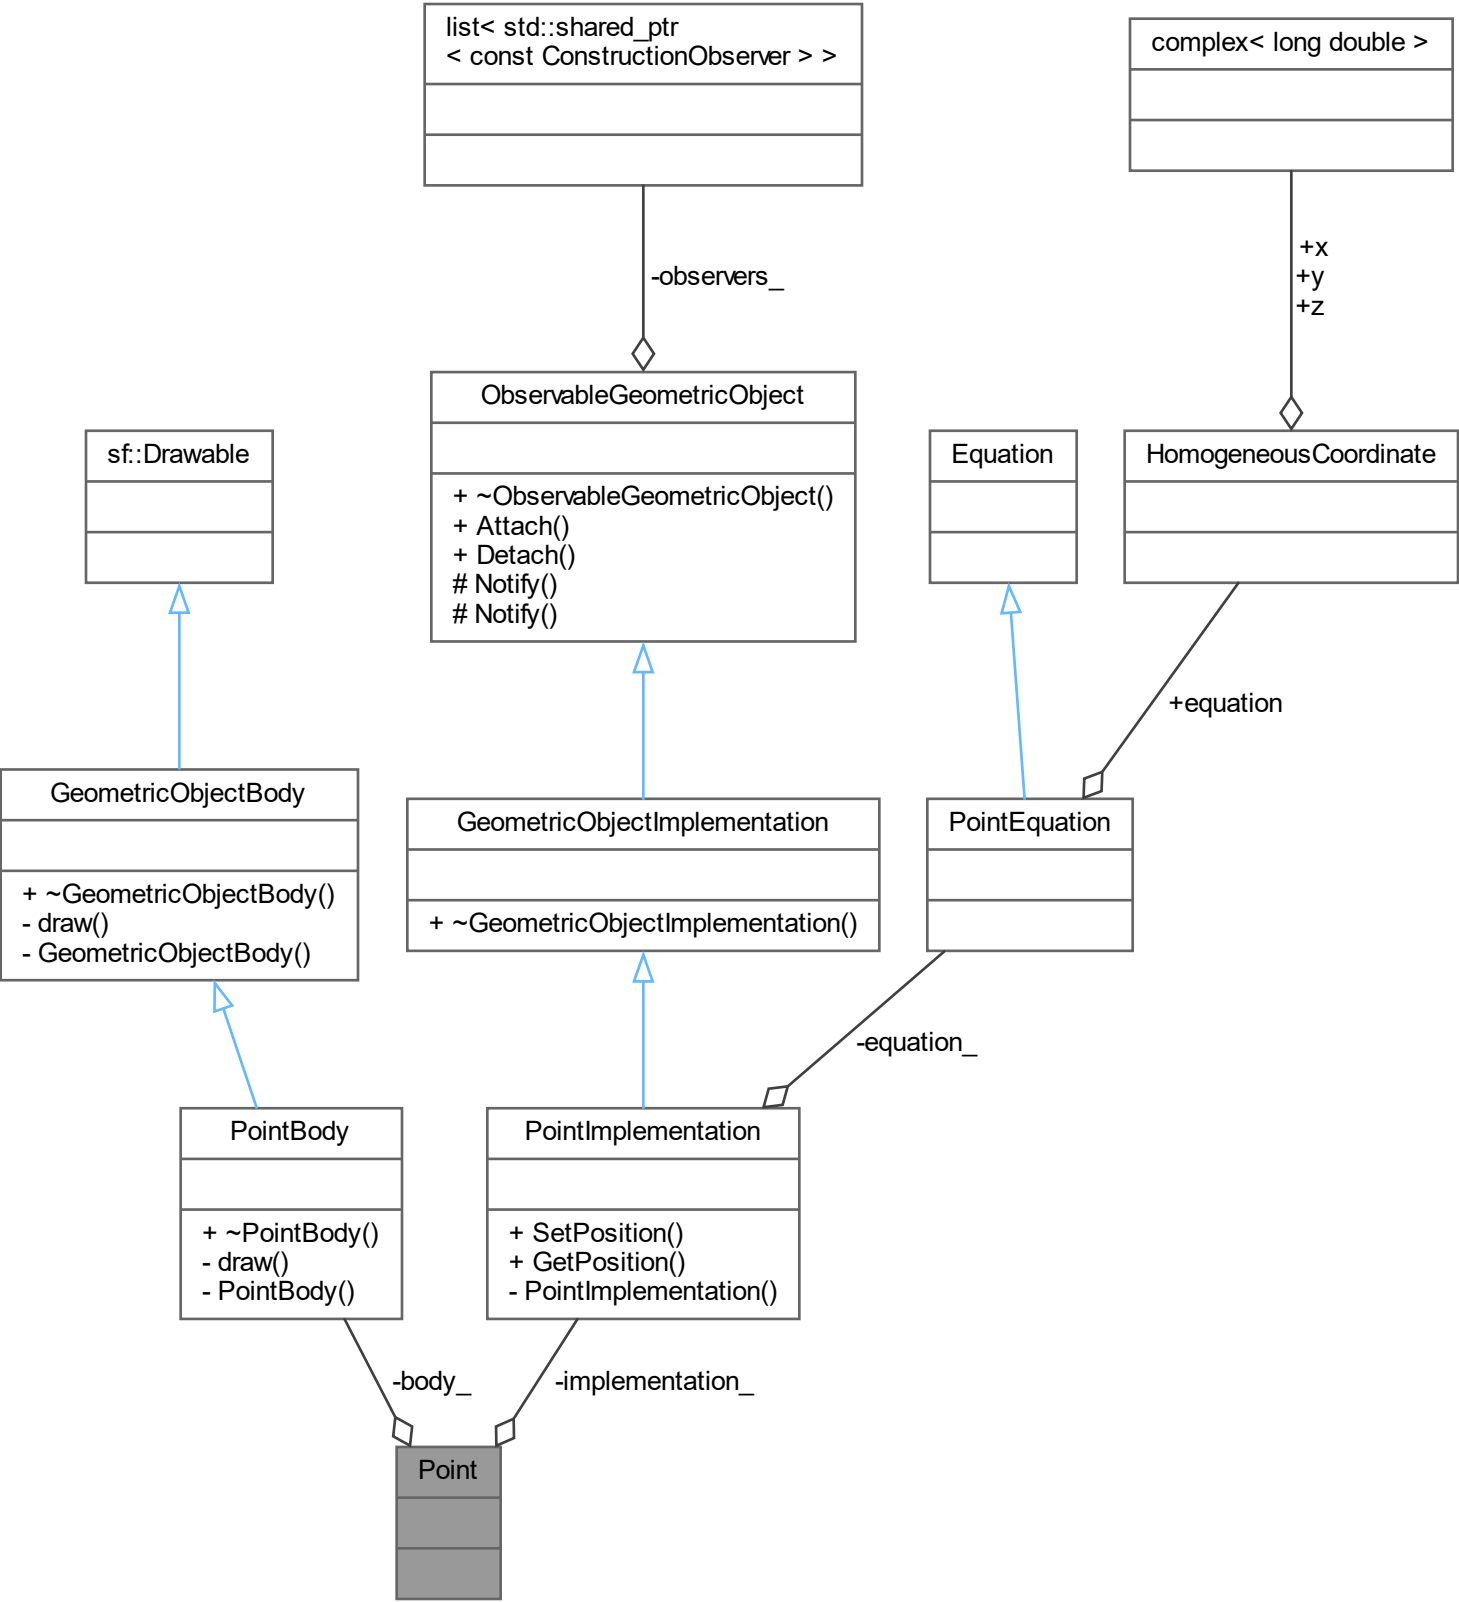 list< std::shared_ptr
< const ConstructionObserver > >
complex< long double >
-observers_
+x
+y
+z
sf::Drawable
ObservableGeometricObject
+ ~ObservableGeometricObject()
+ Attach()
+ Detach()
# Notify()
# Notify()
Equation
HomogeneousCoordinate
+equation
GeometricObjectBody
+ ~GeometricObjectBody()
- draw()
- GeometricObjectBody()
GeometricObjectImplementation
+ ~GeometricObjectImplementation()
PointEquation
-equation_
PointBody
+ ~PointBody()
- draw()
- PointBody()
PointImplementation
+ SetPosition()
+ GetPosition()
- PointImplementation()
-body_
-implementation_
Point